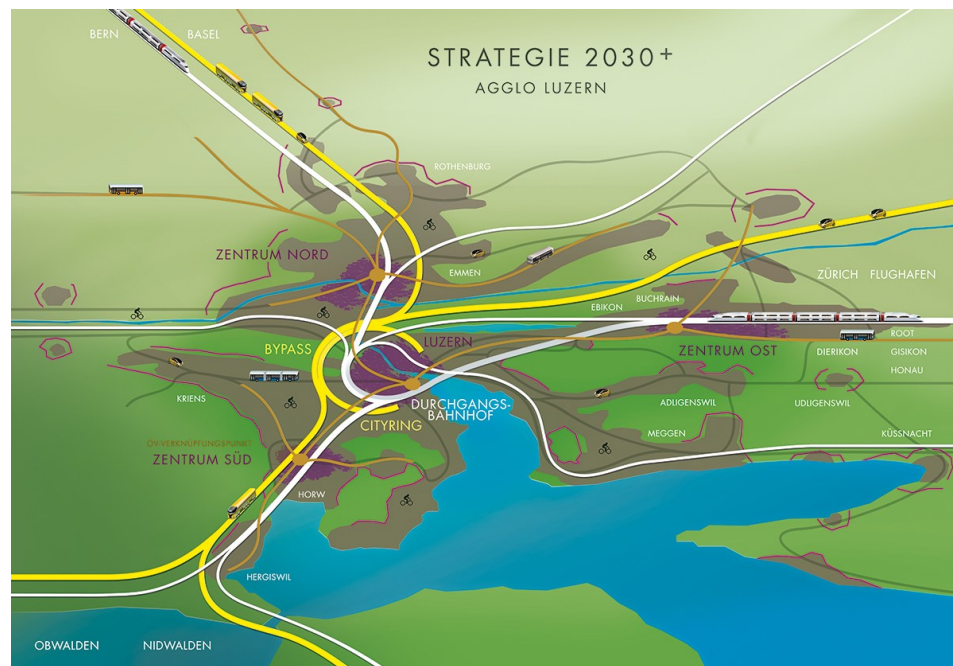 BERN
BASEL
STRATEGIE 2030+
AGGLO LUZERN
ROTHENBURG
ZENTRUM NORD
EMMEN
ZÜRICH FLUGHAFEN
BUCHRAIN
EBIKON
BYPASS
LUZERN
ZENTRUM OST
ROOT
DIERIKON
GISIKON
HONAU
KRIENS
DURCHGANGS-
BAHNHOF
ADLIGENSWIL
UDLIGENSWIL
CITYRING
MEGGEN
KÜSSNACHT
ÖV-VERKNÜPFUNGSPUNKT
ZENTRUM SÜD
HORW
HERGISWIL
OBWALDEN
NIDWALDEN